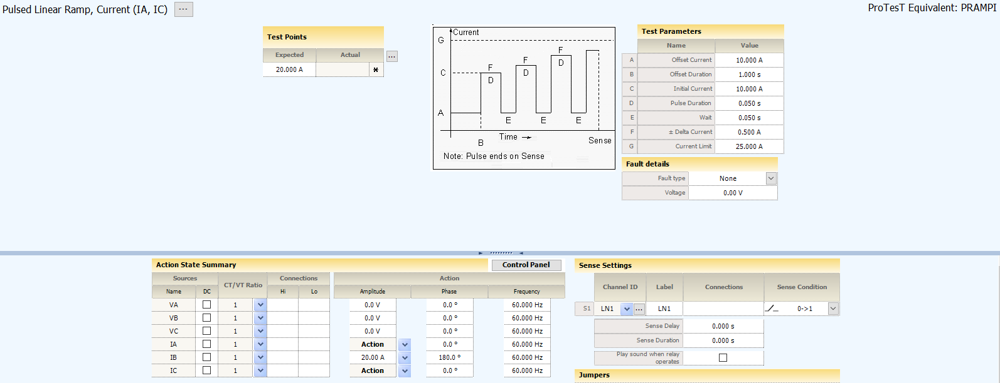 Pulsed Linear Ramp, Current (IA, IC) ...
ProTesT Equivalent: PRAMPI
Test Points
Expected Actual ...
20.000 A *
Current
G
C
A
F F F
D D D
E E E
B
Time
Sense
Note: Pulse ends on Sense
Test Parameters
Name Value
A Offset Current 10.000 A
B Offset Duration 1.000 s
C Initial Current 10.000 A
D Pulse Duration 0.050 s
E Wait 0.050 s
F ± Delta Current 0.500 A
G Current Limit 25.000 A
Fault details
Fault type None
Voltage 0.00 V
Action State Summary Control Panel
Sources CT/VT Ratio Connections Action
Name DC Hi Lo Amplitude Phase Frequency
VA 1 0.0 V 0.0 ° 60.000 Hz
VB 1 0.0 V 0.0 ° 60.000 Hz
VC 1 0.0 V 0.0 ° 60.000 Hz
IA 1 Action 0.0 ° 60.000 Hz
IB 1 20.00 A 180.0 ° 60.000 Hz
IC 1 Action 0.0 ° 60.000 Hz
Sense Settings
Channel ID Label Connections Sense Condition
S1 LN1 ... LN1 0->1
Sense Delay 0.000 s
Sense Duration 0.000 s
Play sound when relay
operates
Jumpers